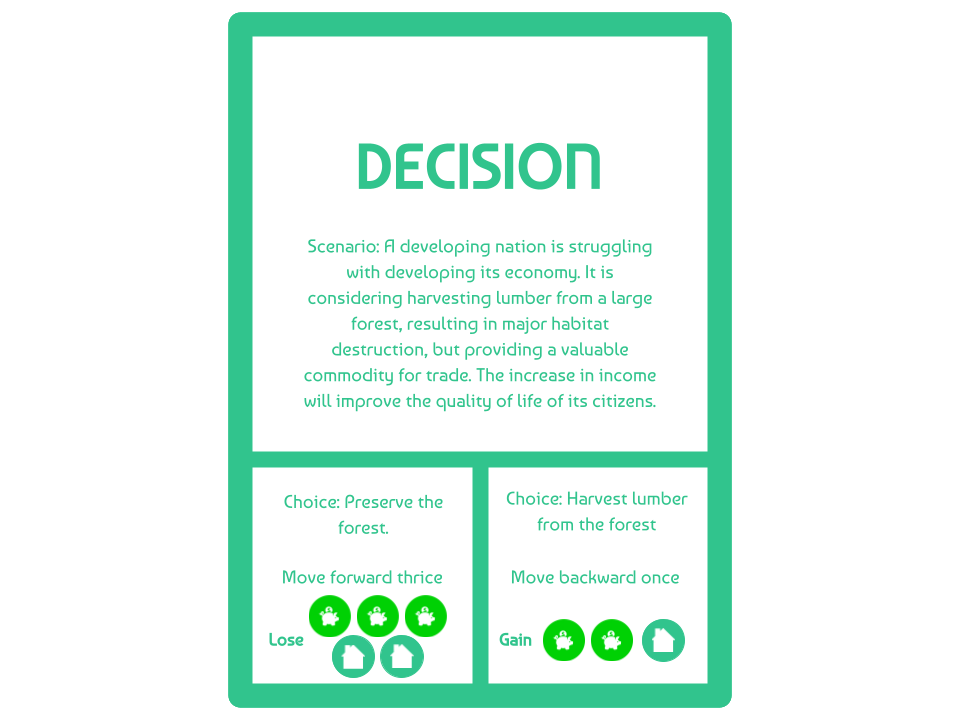 DECISION
Scenario: A developing nation is struggling
with developing its economy. It is
considering harvesting lumber from a large
forest, resulting in major habitat
destruction, but providing a valuable
commodity for trade. The increase in income
will improve the quality of life of its citizens.
Choice: Preserve the
forest.
Move forward thrice
Lose
Choice: Harvest lumber
from the forest
Move backward once
Gain